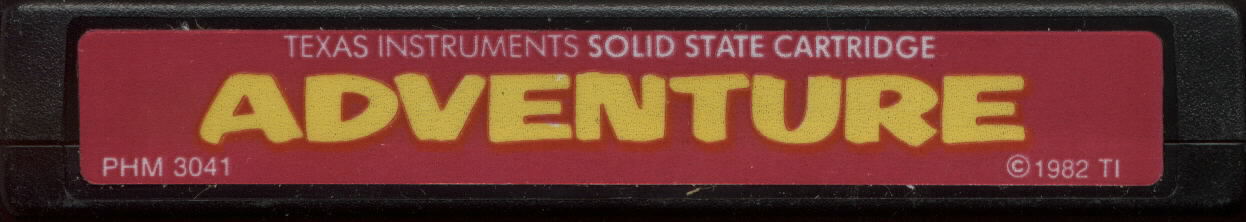 TEXAS INSTRUMENTS SOLID STATE CARTRIDGE
ADVENTURE
PHM 3041
©1982 TI